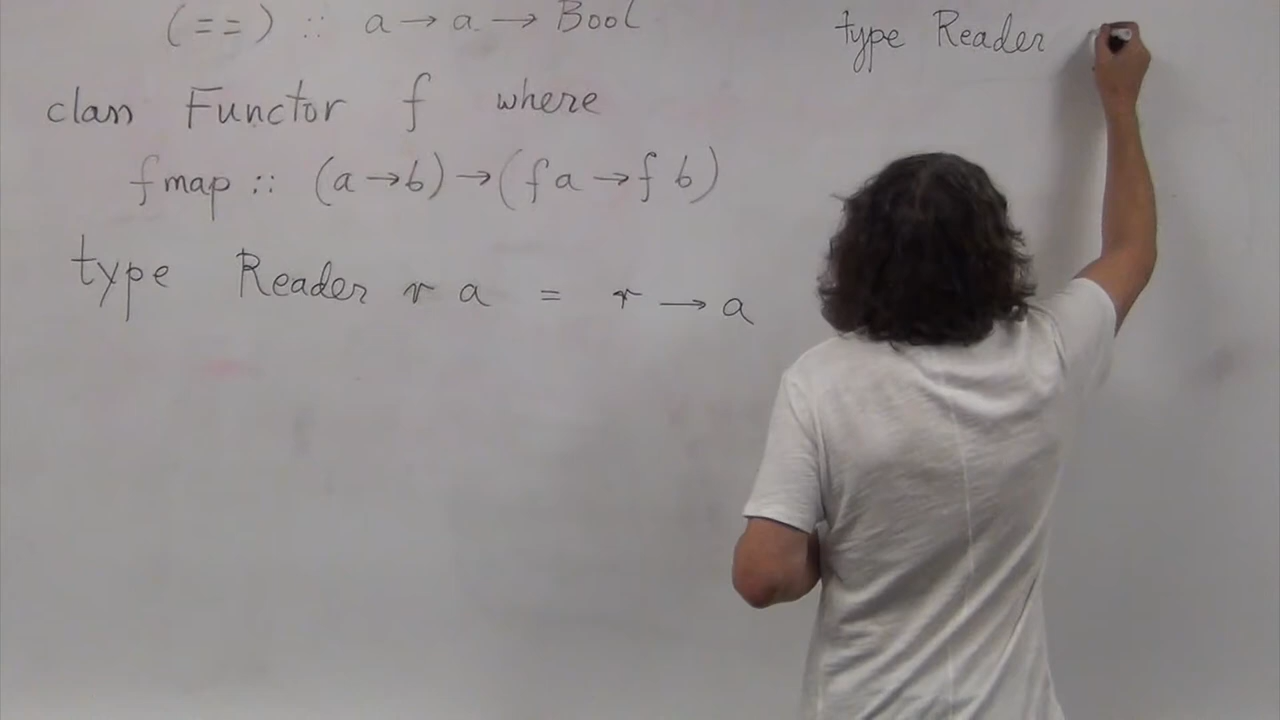 (==) :: a → a → Bool
class Functor f where
fmap :: (a → b) → (f a → f b)
type Reader r a = r → a
type Reader